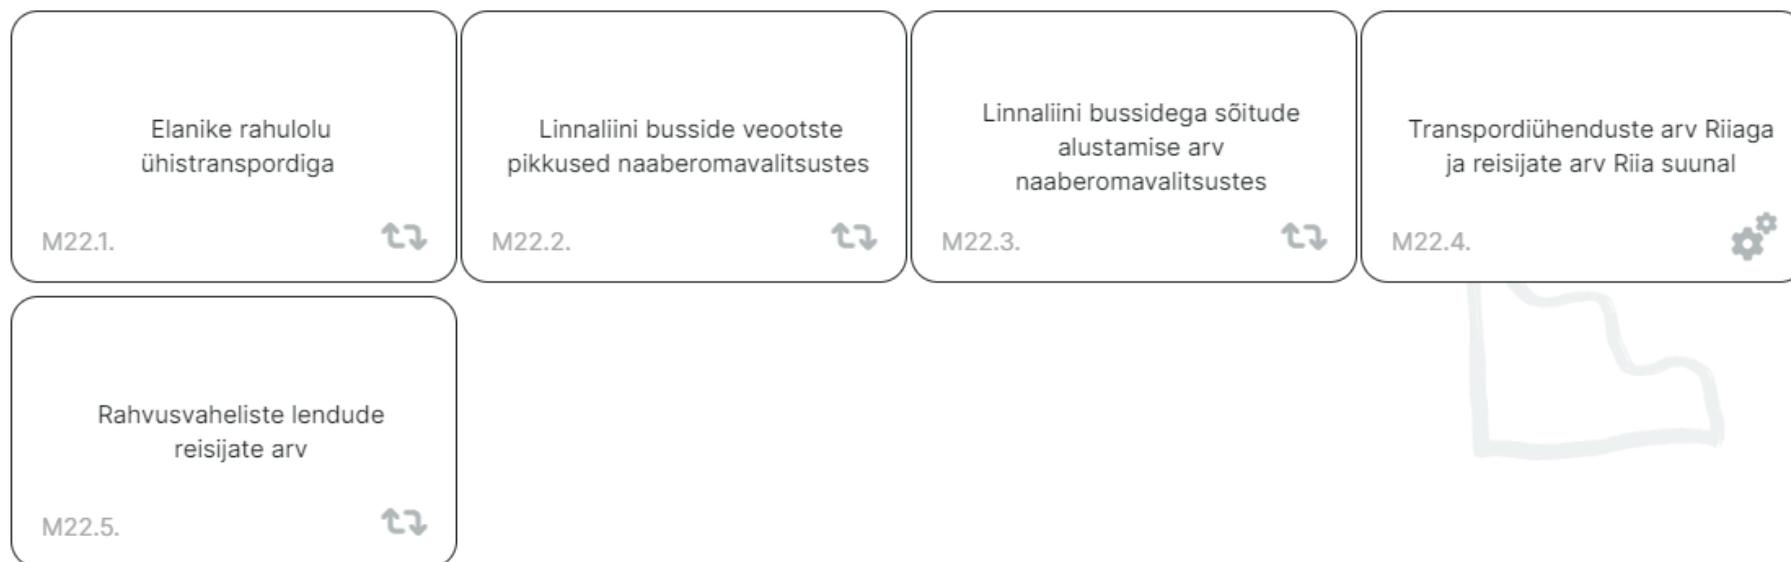 Elanike rahulolu
ühistranspordiga
M22.1.
Linnaliini busside veootste
pikkused naaberomavalitsustes
M22.2.
Linnaliini bussidega sõitude
alustamise arv
naaberomavalitsustes
M22.3.
Transpordiühenduste arv Riiaga
ja reisijate arv Riia suunal
M22.4.
Rahvusvaheliste lendude
reisijate arv
M22.5.